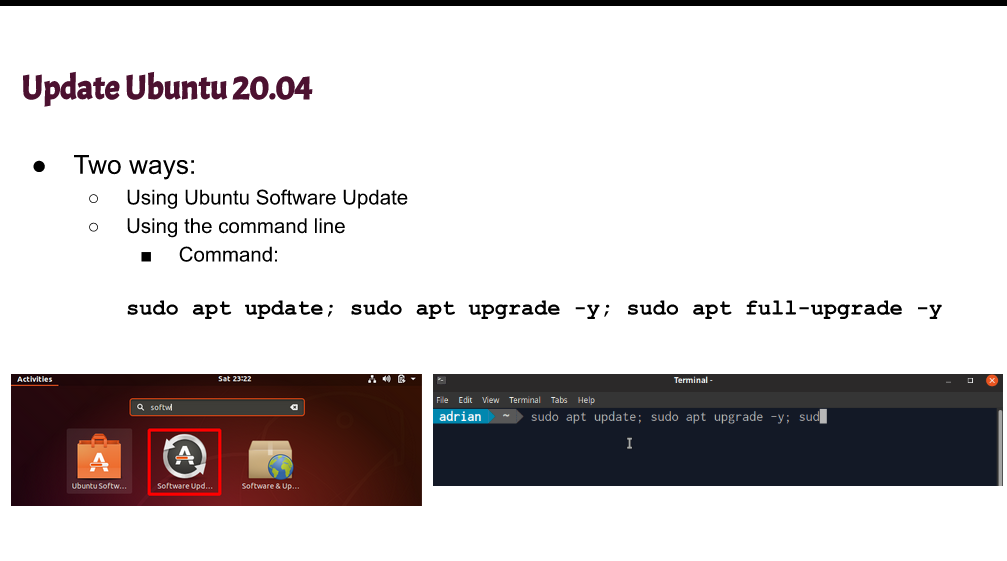 Update Ubuntu 20.04
● Two ways:
○ Using Ubuntu Software Update
○ Using the command line
■ Command:
sudo apt update; sudo apt upgrade -y; sudo apt full-upgrade -y
Activities Sat 23:22
softw
Ubuntu Softw... Software Upd... Software & Up...
Terminal -
File Edit View Terminal Tabs Help
adrian ~ sudo apt update; sudo apt upgrade -y; sud